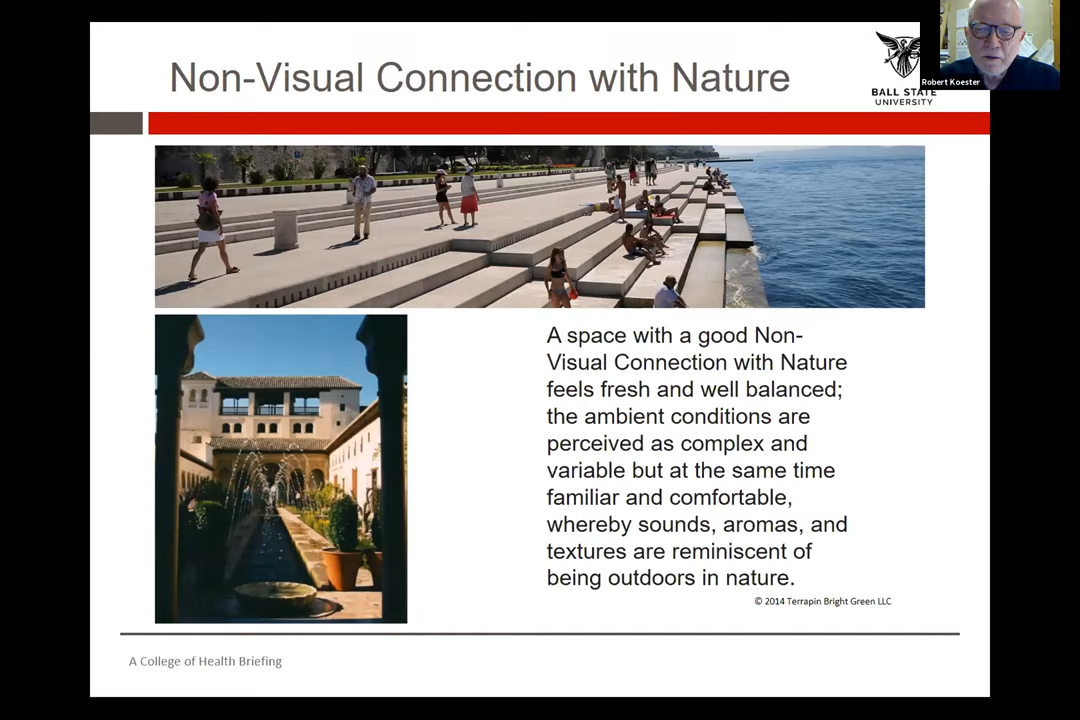 Non-Visual Connection with Nature
BALL STATE
UNIVERSITY
Robert Koester
A space with a good Non-
Visual Connection with Nature
feels fresh and well balanced;
the ambient conditions are
perceived as complex and
variable but at the same time
familiar and comfortable,
whereby sounds, aromas, and
textures are reminiscent of
being outdoors in nature.
© 2014 Terrapin Bright Green LLC
A College of Health Briefing